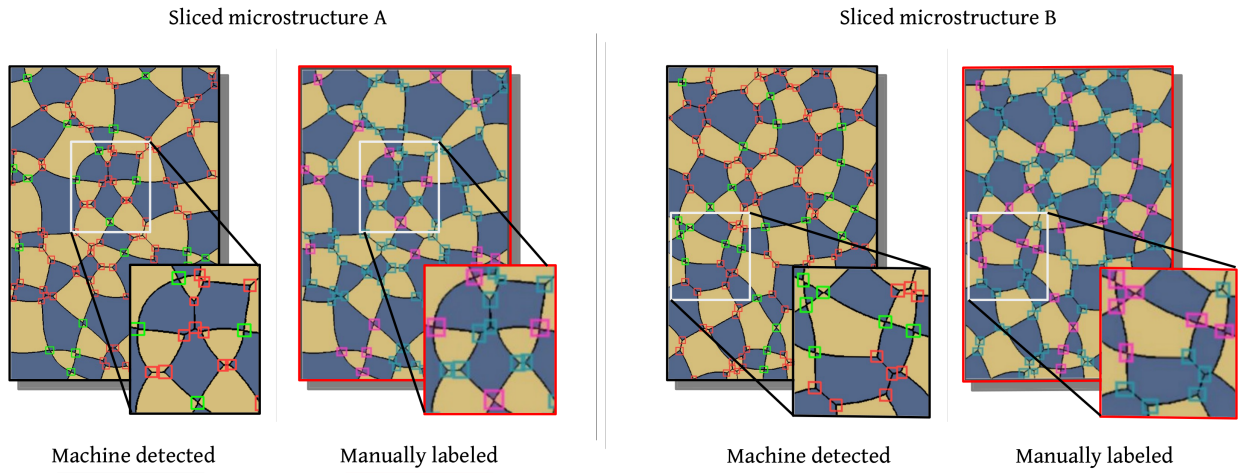 Sliced microstructure A
Sliced microstructure B
Machine detected
Manually labeled
Machine detected
Manually labeled